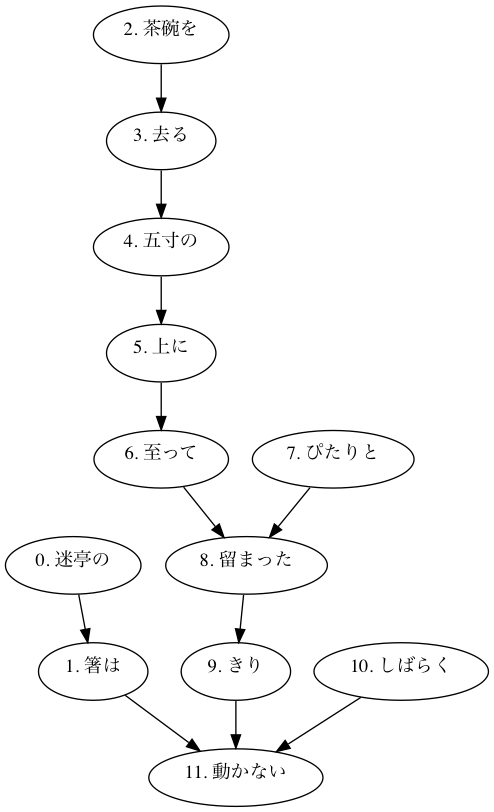 2. 茶碗を
3. 去る
4. 五寸の
5. 上に
6. 至って
7. ぴたりと
0. 迷亭の
8. 留まった
1. 箸は
9. きり
10. しばらく
11. 動かない